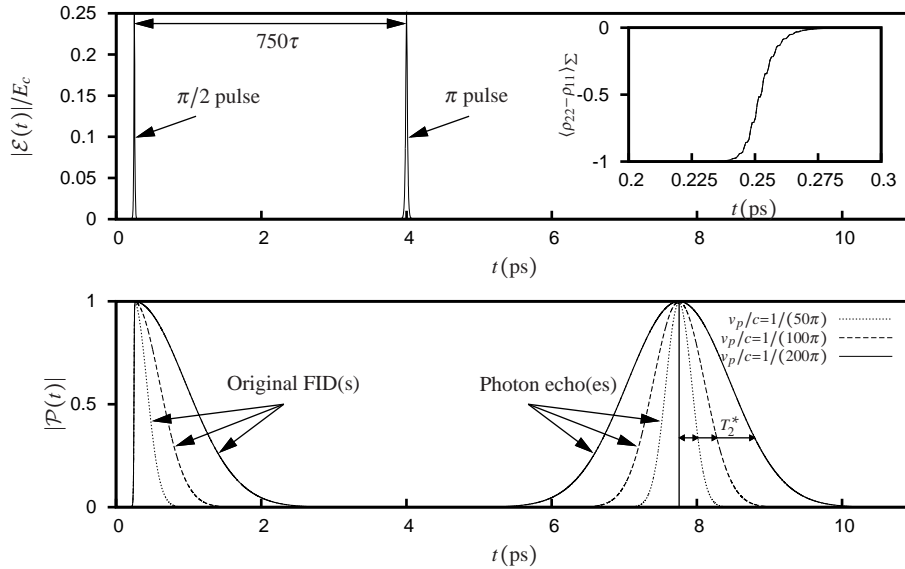 |ℰ(t)|/E_c
0.25
0.2
0.15
0.1
0.05
0
750τ
π/2 pulse
π pulse
0 2 4 6 8 10
t(ps)
⟨ρ₂₂−ρ₁₁⟩_Σ
0
-0.5
-1
0.2 0.225 0.25 0.275 0.3
t(ps)
|𝒫(t)|
1
0.5
0
v_p/c=1/(50π)
v_p/c=1/(100π)
v_p/c=1/(200π)
Original FID(s)
Photon echo(es)
T₂*
0 2 4 6 8 10
t(ps)